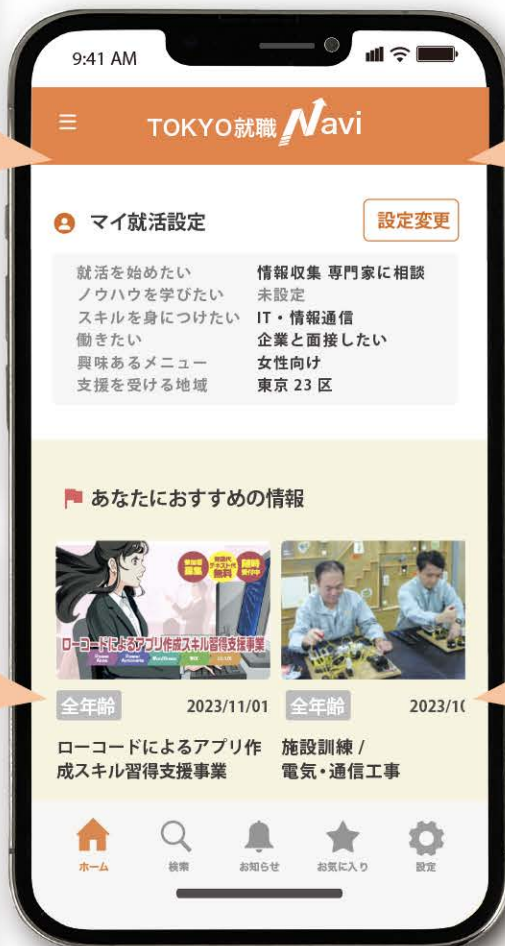 9:41 AM
TOKYO就職Navi
マイ就活設定
設定変更
就活を始めたい 情報収集 専門家に相談
ノウハウを学びたい 未設定
スキルを身につけたい IT・情報通信
働きたい 企業と面接したい
興味あるメニュー 女性向け
支援を受ける地域 東京 23 区
あなたにおすすめの情報
無料
ローコードによるアプリ作成スキル習得支援事業
全年齢 2023/11/01
全年齢 2023/1
ローコードによるアプリ作
成スキル習得支援事業
施設訓練 /
電気・通信工事
ホーム
検索
お知らせ
お気に入り
設定